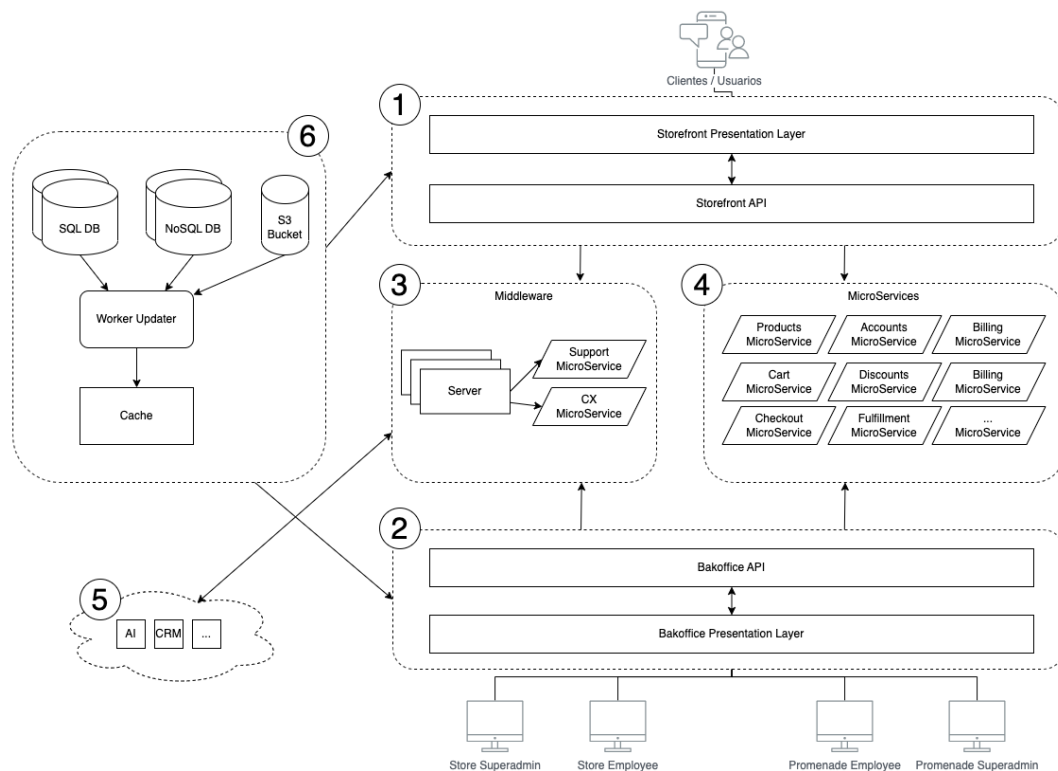 Clientes / Usuarios
1
Storefront Presentation Layer
Storefront API
6
SQL DB
NoSQL DB
S3
Bucket
Worker Updater
Cache
3
Middleware
Server
Support
MicroService
CX
MicroService
4
MicroServices
Products
MicroService
Accounts
MicroService
Billing
MicroService
Cart
MicroService
Discounts
MicroService
Billing
MicroService
Checkout
MicroService
Fulfillment
MicroService
...
MicroService
2
Bakoffice API
Bakoffice Presentation Layer
5
AI
CRM
...
Store Superadmin
Store Employee
Promenade Employee
Promenade Superadmin